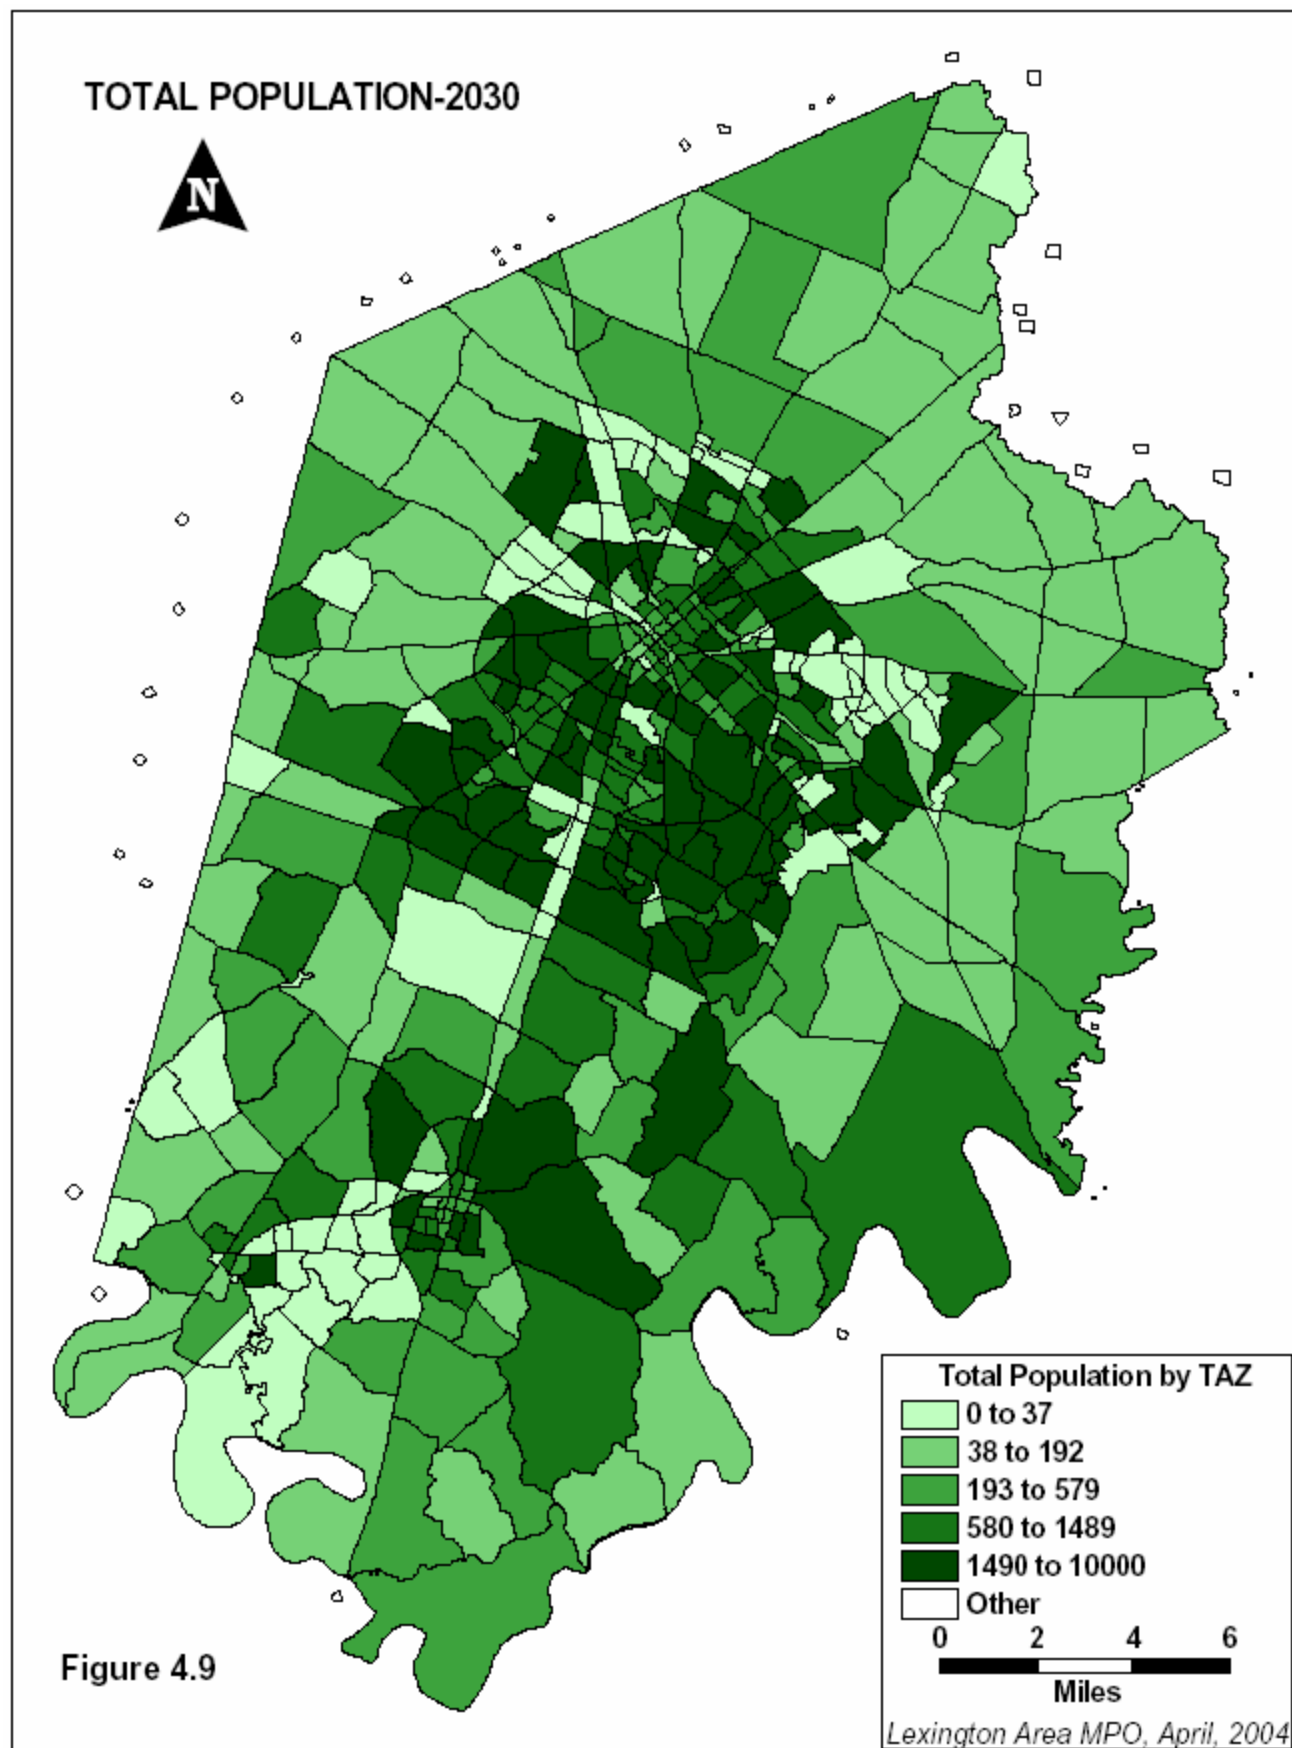 TOTAL POPULATION-2030
N
Total Population by TAZ
0 to 37
38 to 192
193 to 579
580 to 1489
1490 to 10000
Other
0 2 4 6
Miles
Lexington Area MPO, April, 2004
Figure 4.9